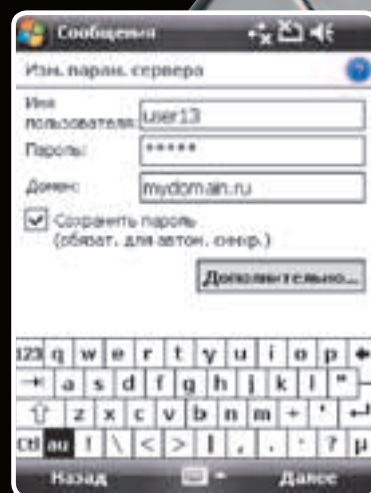 Сообщения
Изм. парам. сервера
Имя
пользователя: user13
Пароль: *****
Домен: mydomain.ru
Сохранить пароль
(обязат. для автом. синхр.)
Дополнительно...
123 q w e r t y u i o p
a s d f g h j k l " -
z x c v b n m + '
Ctl au ! \ < > [ , . · ? µ
Назад Далее